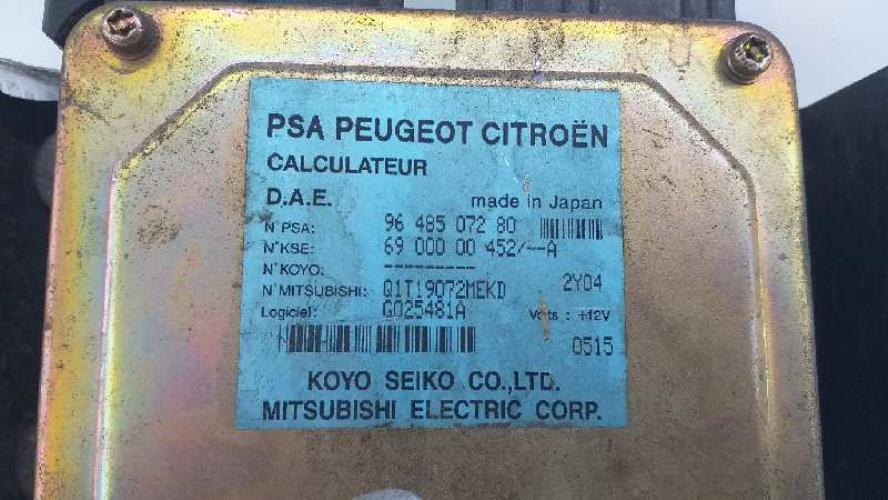 PSA PEUGEOT CITROËN
CALCULATEUR
D.A.E. made in Japan
N°PSA: 96 485 072 80
N°KSE: 69 000 00 452/--A
N°KOYO: ---------
N°MITSUBISHI: Q1T19072MEKD 2Y04
Logiciel: G025481A Volts : +12V
0515
KOYO SEIKO CO.,LTD.
MITSUBISHI ELECTRIC CORP.